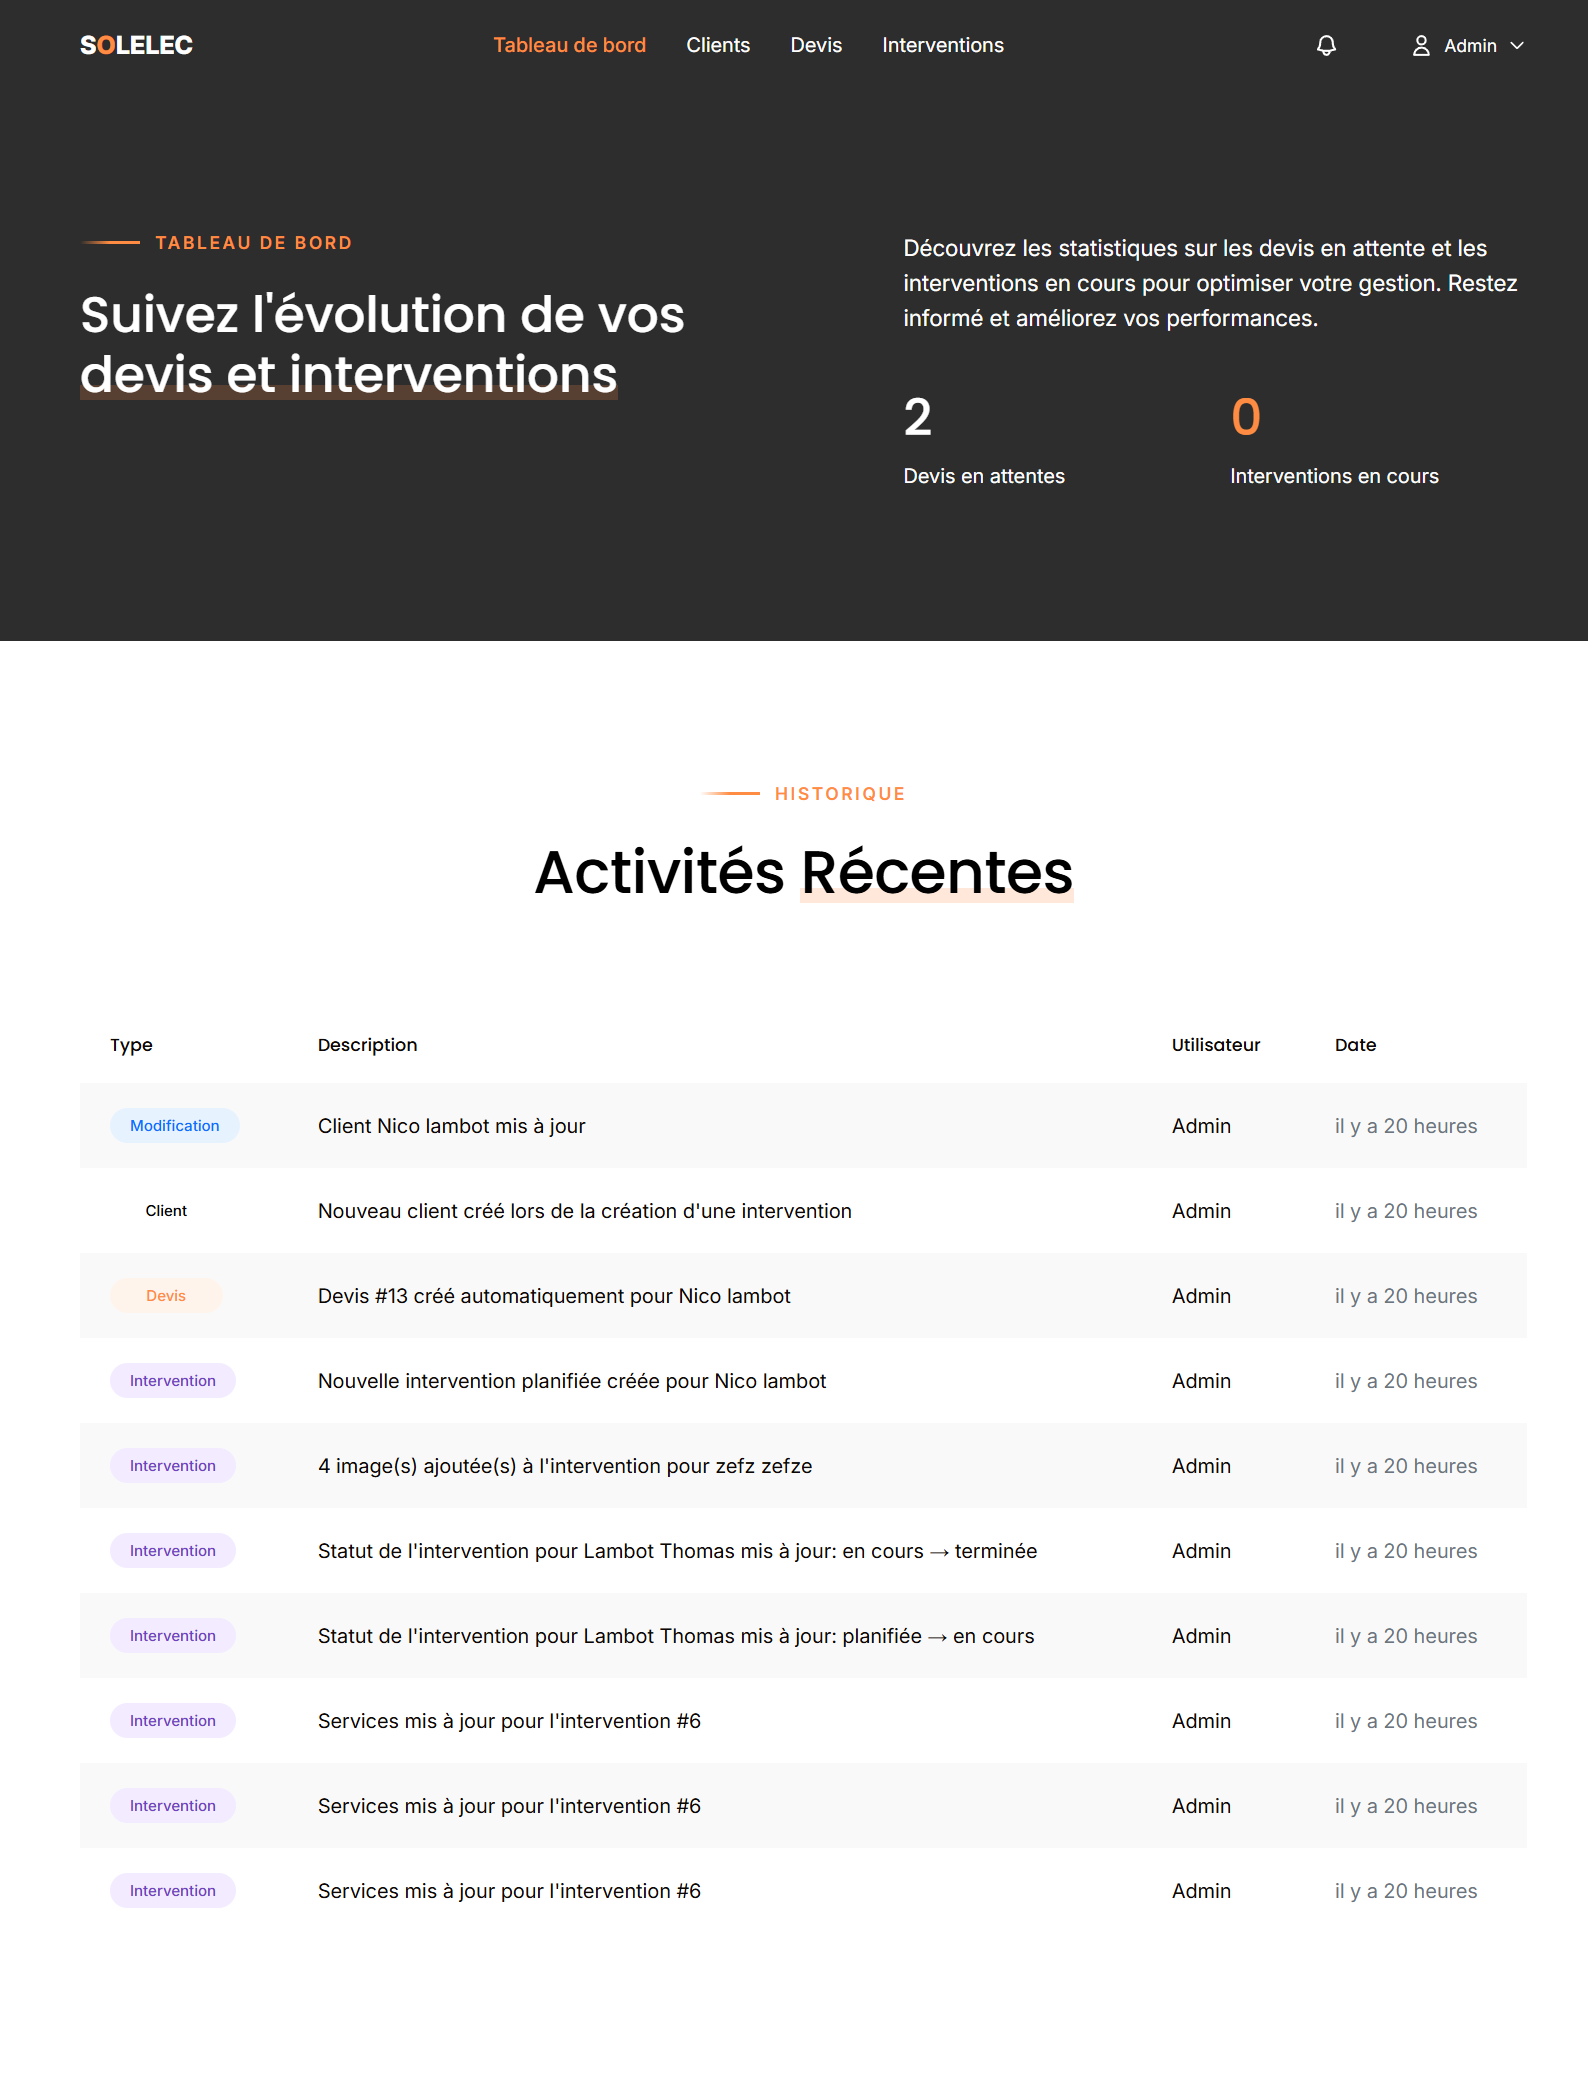 SOLELEC
Tableau de bord Clients Devis Interventions
Admin
TABLEAU DE BORD
Suivez l'évolution de vos
devis et interventions
Découvrez les statistiques sur les devis en attente et les
interventions en cours pour optimiser votre gestion. Restez
informé et améliorez vos performances.
2
Devis en attentes
0
Interventions en cours
HISTORIQUE
Activités Récentes
Type Description Utilisateur Date
Modification Client Nico lambot mis à jour Admin il y a 20 heures
Client Nouveau client créé lors de la création d'une intervention Admin il y a 20 heures
Devis Devis #13 créé automatiquement pour Nico lambot Admin il y a 20 heures
Intervention Nouvelle intervention planifiée créée pour Nico lambot Admin il y a 20 heures
Intervention 4 image(s) ajoutée(s) à l'intervention pour zefz zefze Admin il y a 20 heures
Intervention Statut de l'intervention pour Lambot Thomas mis à jour: en cours → terminée Admin il y a 20 heures
Intervention Statut de l'intervention pour Lambot Thomas mis à jour: planifiée → en cours Admin il y a 20 heures
Intervention Services mis à jour pour l'intervention #6 Admin il y a 20 heures
Intervention Services mis à jour pour l'intervention #6 Admin il y a 20 heures
Intervention Services mis à jour pour l'intervention #6 Admin il y a 20 heures